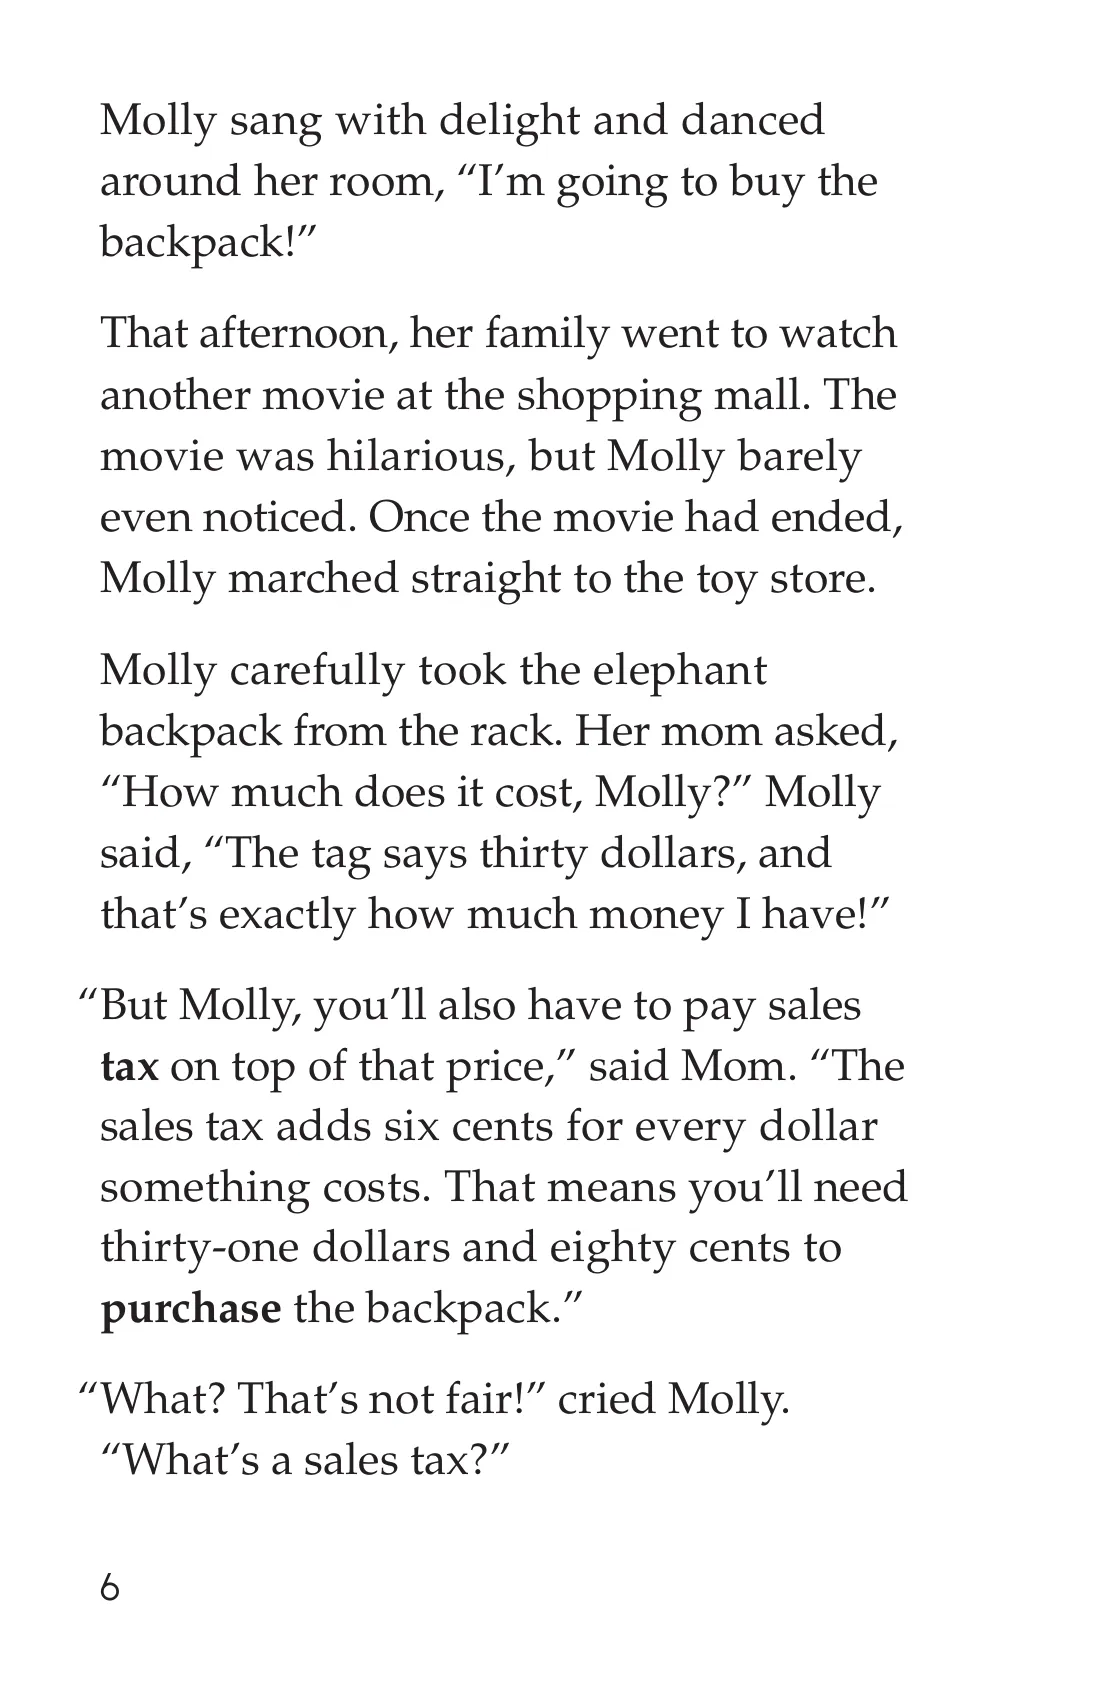 Molly sang with delight and danced
around her room, “I’m going to buy the
backpack!”
That afternoon, her family went to watch
another movie at the shopping mall. The
movie was hilarious, but Molly barely
even noticed. Once the movie had ended,
Molly marched straight to the toy store.
Molly carefully took the elephant
backpack from the rack. Her mom asked,
“How much does it cost, Molly?” Molly
said, “The tag says thirty dollars, and
that’s exactly how much money I have!”
“But Molly, you’ll also have to pay sales
tax on top of that price,” said Mom. “The
sales tax adds six cents for every dollar
something costs. That means you’ll need
thirty-one dollars and eighty cents to
purchase the backpack.”
“What? That’s not fair!” cried Molly.
“What’s a sales tax?”
6